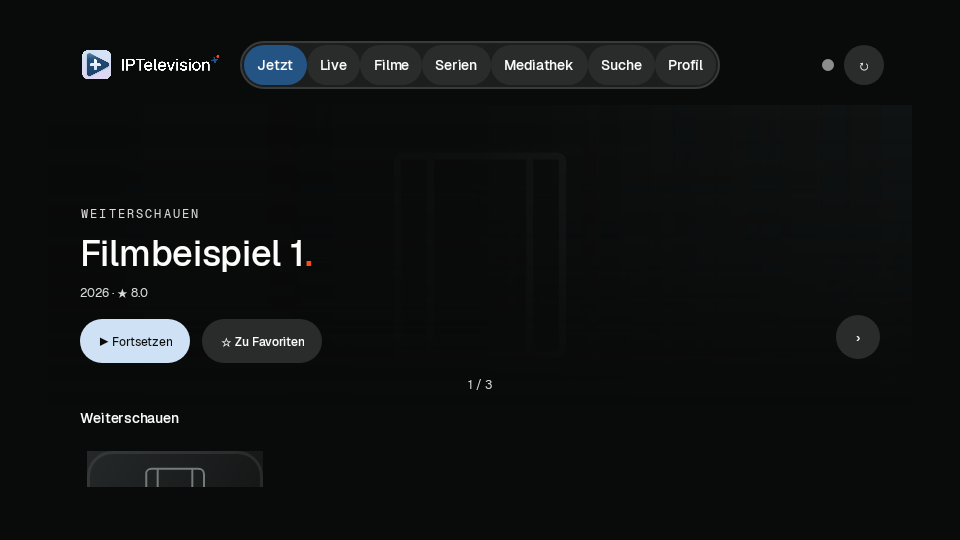 IPTelevision+
Jetzt Live Filme Serien Mediathek Suche Profil
WEITERSCHAUEN
Filmbeispiel 1.
2026 · ★ 8.0
▶ Fortsetzen ☆ Zu Favoriten
1 / 3
Weiterschauen